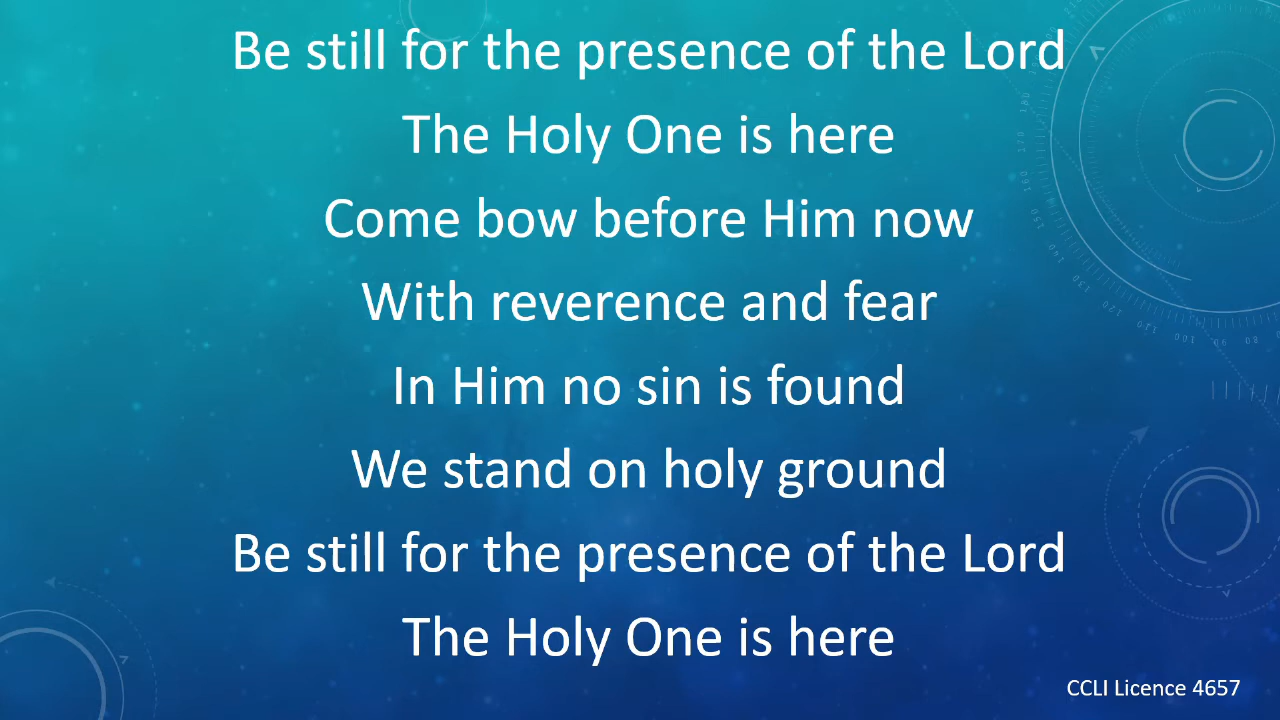 Be still for the presence of the Lord
The Holy One is here
Come bow before Him now
With reverence and fear
In Him no sin is found
We stand on holy ground
Be still for the presence of the Lord
The Holy One is here
CCLI Licence 4657